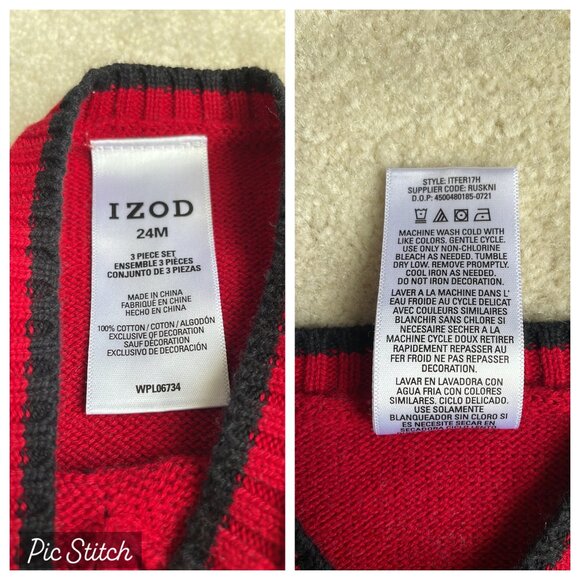 IZOD
24M
3 PIECE SET
ENSEMBLE 3 PIÈCES
CONJUNTO DE 3 PIEZAS
MADE IN CHINA
FABRIQUÉ EN CHINE
HECHO EN CHINA
100% COTTON / COTON / ALGODÓN
EXCLUSIVE OF DECORATION
SAUF DECORATION
EXCLUSIVO DE DECORACIÓN
WPL06734
Pic Stitch
STYLE: ITFER17H
SUPPLIER CODE: RUSKNI
D.O.P: 4500480185-0721
MACHINE WASH COLD WITH
LIKE COLORS. GENTLE CYCLE.
USE ONLY NON-CHLORINE
BLEACH AS NEEDED. TUMBLE
DRY LOW. REMOVE PROMPTLY.
COOL IRON AS NEEDED.
DO NOT IRON DECORATION.
LAVER A LA MACHINE DANS L'
EAU FROIDE AU CYCLE DELICAT
AVEC COULEURS SIMILAIRES
BLANCHIR SANS CHLORE SI
NECESAIRE SECHER A LA
MACHINE CYCLE DOUX RETIRER
RAPIDEMENT REPASSER AU
FER FROID NE PAS REPASSER
DECORATION.
LAVAR EN LAVADORA CON
AGUA FRIA CON COLORES
SIMILARES. CICLO DELICADO.
USE SOLAMENTE
BLANQUEADOR SIN CLORO SI
ES NECESITE SECAR EN
SECADORA CICLO LENTO